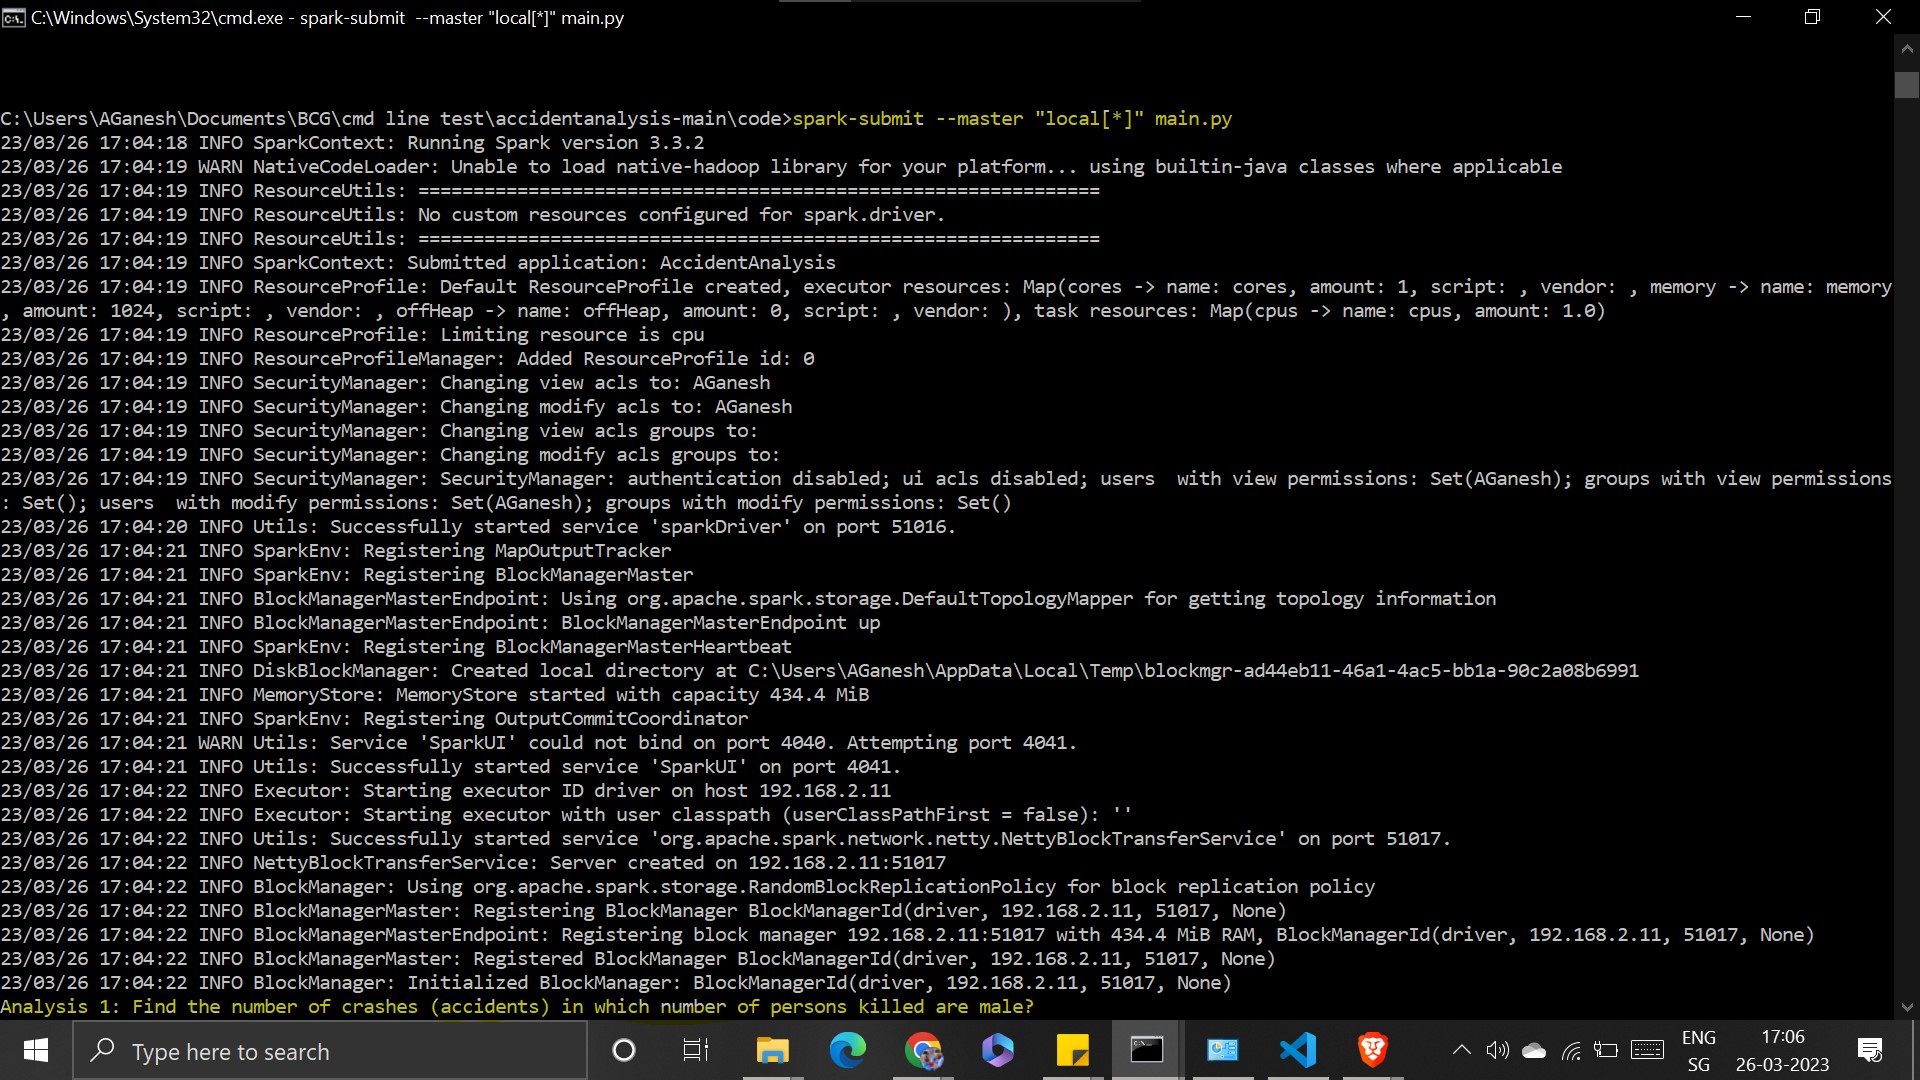 C:\Windows\System32\cmd.exe - spark-submit  --master "local[*]" main.py
C:\Users\AGanesh\Documents\BCG\cmd line test\accidentanalysis-main\code>spark-submit --master "local[*]" main.py
23/03/26 17:04:18 INFO SparkContext: Running Spark version 3.3.2
23/03/26 17:04:19 WARN NativeCodeLoader: Unable to load native-hadoop library for your platform... using builtin-java classes where applicable
23/03/26 17:04:19 INFO ResourceUtils: ==============================================================
23/03/26 17:04:19 INFO ResourceUtils: No custom resources configured for spark.driver.
23/03/26 17:04:19 INFO ResourceUtils: ==============================================================
23/03/26 17:04:19 INFO SparkContext: Submitted application: AccidentAnalysis
23/03/26 17:04:19 INFO ResourceProfile: Default ResourceProfile created, executor resources: Map(cores -> name: cores, amount: 1, script: , vendor: , memory -> name: memory
, amount: 1024, script: , vendor: , offHeap -> name: offHeap, amount: 0, script: , vendor: ), task resources: Map(cpus -> name: cpus, amount: 1.0)
23/03/26 17:04:19 INFO ResourceProfile: Limiting resource is cpu
23/03/26 17:04:19 INFO ResourceProfileManager: Added ResourceProfile id: 0
23/03/26 17:04:19 INFO SecurityManager: Changing view acls to: AGanesh
23/03/26 17:04:19 INFO SecurityManager: Changing modify acls to: AGanesh
23/03/26 17:04:19 INFO SecurityManager: Changing view acls groups to:
23/03/26 17:04:19 INFO SecurityManager: Changing modify acls groups to:
23/03/26 17:04:19 INFO SecurityManager: SecurityManager: authentication disabled; ui acls disabled; users  with view permissions: Set(AGanesh); groups with view permissions
: Set(); users  with modify permissions: Set(AGanesh); groups with modify permissions: Set()
23/03/26 17:04:20 INFO Utils: Successfully started service 'sparkDriver' on port 51016.
23/03/26 17:04:21 INFO SparkEnv: Registering MapOutputTracker
23/03/26 17:04:21 INFO SparkEnv: Registering BlockManagerMaster
23/03/26 17:04:21 INFO BlockManagerMasterEndpoint: Using org.apache.spark.storage.DefaultTopologyMapper for getting topology information
23/03/26 17:04:21 INFO BlockManagerMasterEndpoint: BlockManagerMasterEndpoint up
23/03/26 17:04:21 INFO SparkEnv: Registering BlockManagerMasterHeartbeat
23/03/26 17:04:21 INFO DiskBlockManager: Created local directory at C:\Users\AGanesh\AppData\Local\Temp\blockmgr-ad44eb11-46a1-4ac5-bb1a-90c2a08b6991
23/03/26 17:04:21 INFO MemoryStore: MemoryStore started with capacity 434.4 MiB
23/03/26 17:04:21 INFO SparkEnv: Registering OutputCommitCoordinator
23/03/26 17:04:21 WARN Utils: Service 'SparkUI' could not bind on port 4040. Attempting port 4041.
23/03/26 17:04:21 INFO Utils: Successfully started service 'SparkUI' on port 4041.
23/03/26 17:04:22 INFO Executor: Starting executor ID driver on host 192.168.2.11
23/03/26 17:04:22 INFO Executor: Starting executor with user classpath (userClassPathFirst = false): ''
23/03/26 17:04:22 INFO Utils: Successfully started service 'org.apache.spark.network.netty.NettyBlockTransferService' on port 51017.
23/03/26 17:04:22 INFO NettyBlockTransferService: Server created on 192.168.2.11:51017
23/03/26 17:04:22 INFO BlockManager: Using org.apache.spark.storage.RandomBlockReplicationPolicy for block replication policy
23/03/26 17:04:22 INFO BlockManagerMaster: Registering BlockManager BlockManagerId(driver, 192.168.2.11, 51017, None)
23/03/26 17:04:22 INFO BlockManagerMasterEndpoint: Registering block manager 192.168.2.11:51017 with 434.4 MiB RAM, BlockManagerId(driver, 192.168.2.11, 51017, None)
23/03/26 17:04:22 INFO BlockManagerMaster: Registered BlockManager BlockManagerId(driver, 192.168.2.11, 51017, None)
23/03/26 17:04:22 INFO BlockManager: Initialized BlockManager: BlockManagerId(driver, 192.168.2.11, 51017, None)
Analysis 1: Find the number of crashes (accidents) in which number of persons killed are male?
Type here to search
ENG
SG
17:06
26-03-2023